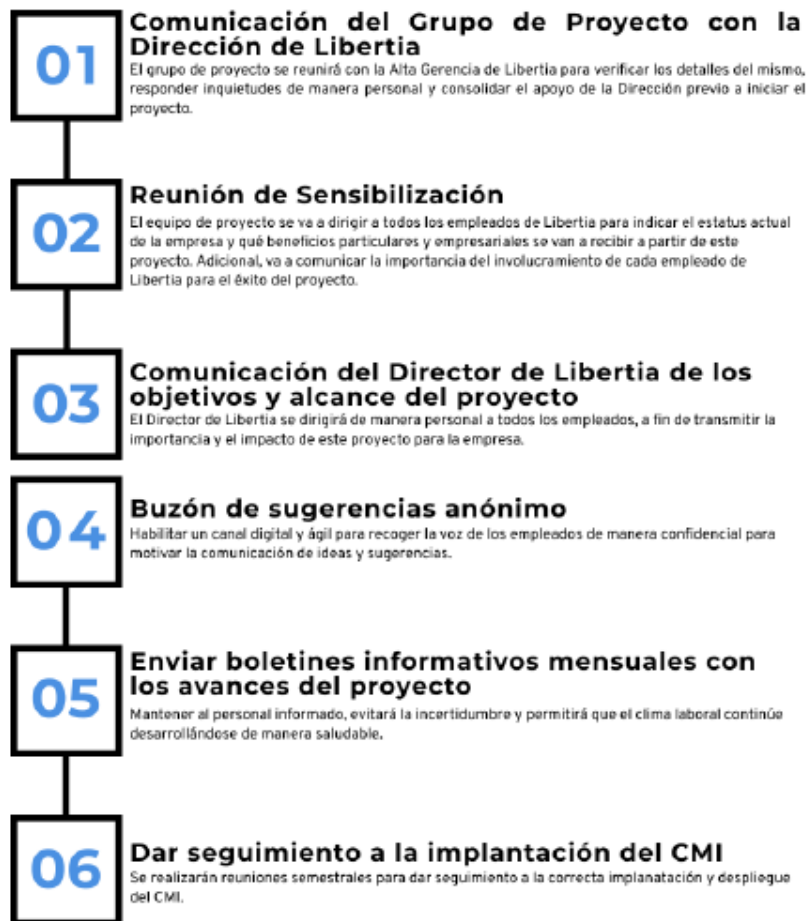 01
Comunicación del Grupo de Proyecto con la
Dirección de Libertia
El grupo de proyecto se reunirá con la Alta Gerencia de Libertia para verificar los detalles del mismo,
responder inquietudes de manera personal y consolidar el apoyo de la Dirección previo a iniciar el
proyecto.
02
Reunión de Sensibilización
El equipo de proyecto se va a dirigir a todos los empleados de Libertia para indicar el estatus actual
de la empresa y qué beneficios particulares y empresariales se van a recibir a partir de este
proyecto. Adicional, va a comunicar la importancia del involucramiento de cada empleado de
Libertia para el éxito del proyecto.
03
Comunicación del Director de Libertia de los
objetivos y alcance del proyecto
El Director de Libertia se dirigirá de manera personal a todos los empleados, a fin de transmitir la
importancia y el impacto de este proyecto para la empresa.
04
Buzón de sugerencias anónimo
Habilitar un canal digital y ágil para recoger la voz de los empleados de manera confidencial para
motivar la comunicación de ideas y sugerencias.
05
Enviar boletines informativos mensuales con
los avances del proyecto
Mantener al personal informado, evitará la incertidumbre y permitirá que el clima laboral continúe
desarrollándose de manera saludable.
06
Dar seguimiento a la implantación del CMI
Se realizarán reuniones semestrales para dar seguimiento a la correcta implanatación y despliegue
del CMI.